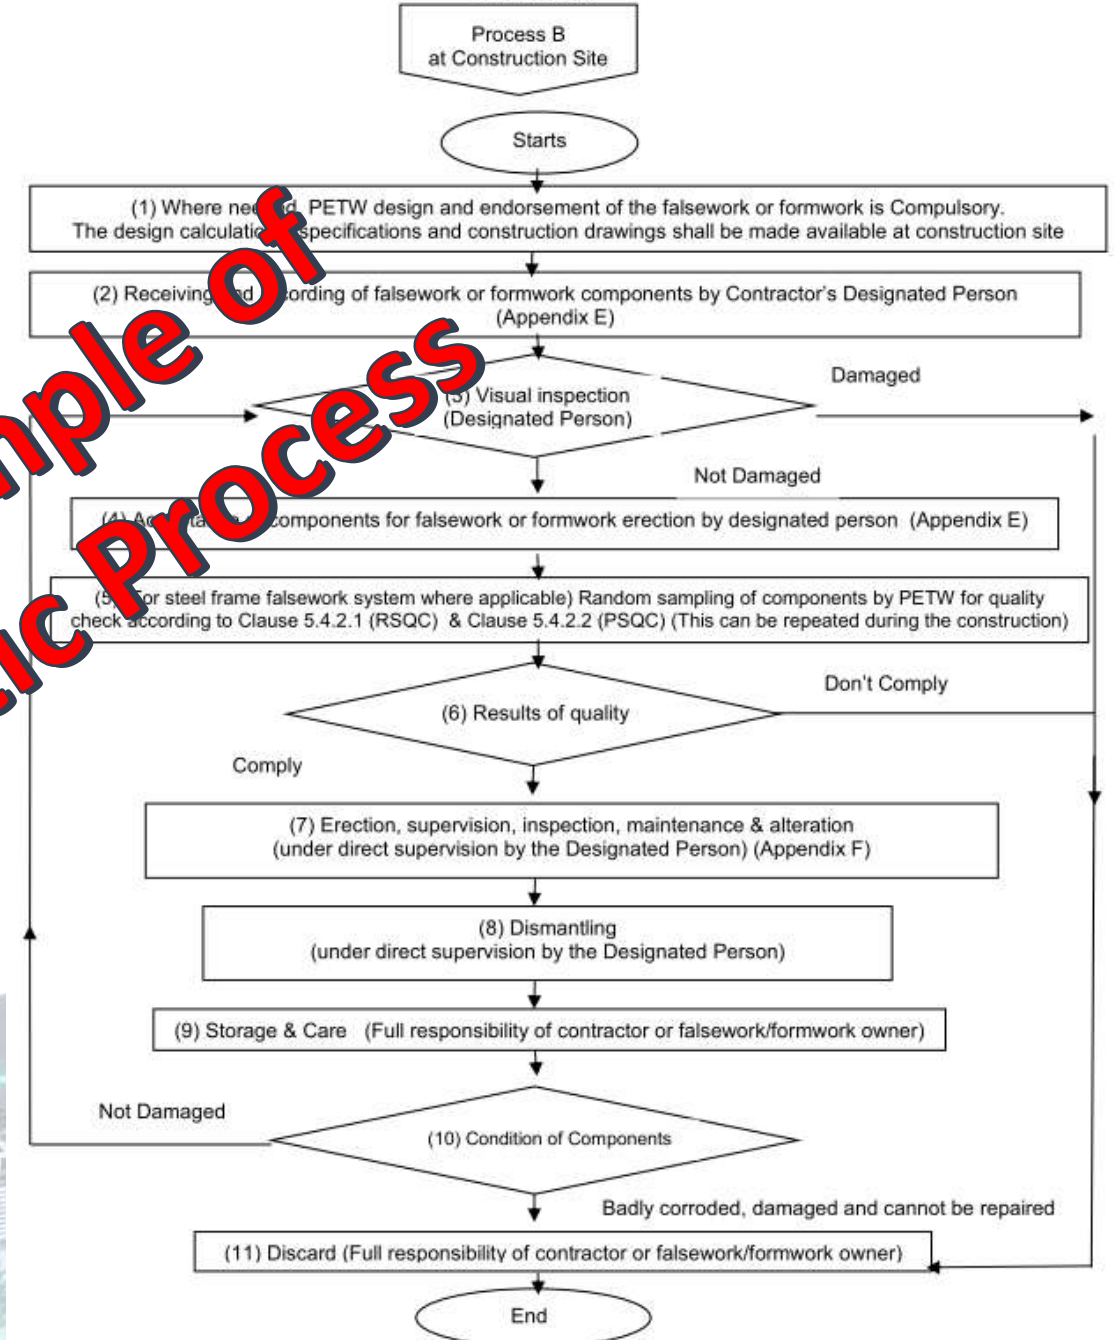 Process B
at Construction Site
Starts
(1) Where PETW design and endorsement of the falsework or formwork is Compulsory.
The design specifications and construction drawings shall be made available at construction site
(2) Receiving of falsework or formwork components by Contractor's Designated Person
(Appendix E)
Damaged
Visual inspection
(Designated Person)
Not Damaged
(4) components for falsework or formwork erection by designated person (Appendix E)
steel frame falsework system where applicable) Random sampling of components by PETW for quality
check according to Clause 5.4.2.1 (RSQC) & Clause 5.4.2.2 (PSQC) (This can be repeated during the construction)
Don't Comply
(6) Results of quality
Comply
(7) Erection, supervision, inspection, maintenance & alteration
(under direct supervision by the Designated Person) (Appendix F)
(8) Dismantling
(under direct supervision by the Designated Person)
(9) Storage & Care (Full responsibility of contractor or falsework/formwork owner)
Not Damaged
(10) Condition of Components
Badly corroded, damaged and cannot be repaired
(11) Discard (Full responsibility of contractor or falsework/formwork owner)
End
of
Process